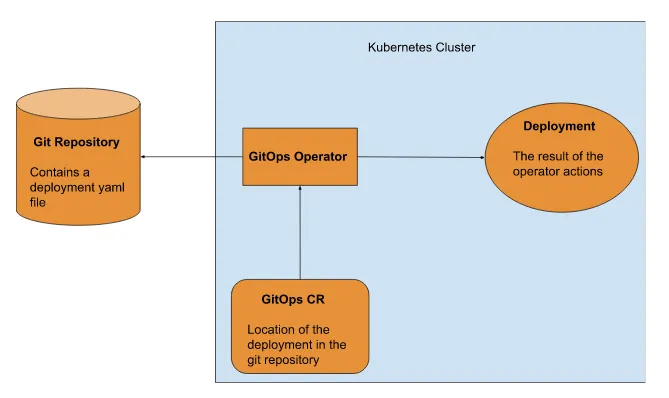 Kubernetes Cluster
Git Repository
Contains a
deployment yaml
file
GitOps Operator
Deployment
The result of the
operator actions
GitOps CR
Location of the
deployment in the
git repository